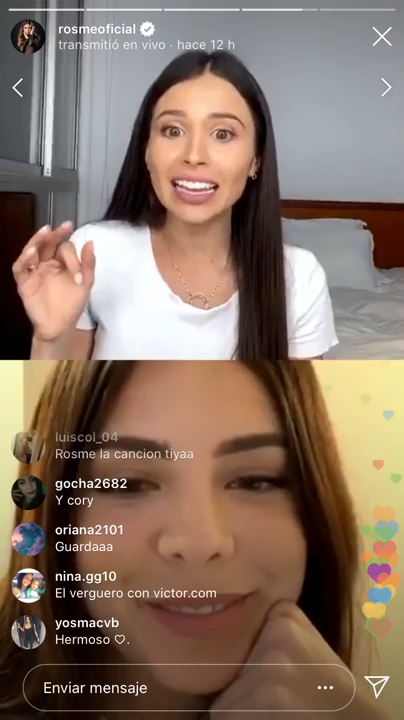 rosmeoficial
transmitió en vivo · hace 12 h
luiscol_04
Rosme la cancion tiyaa
gocha2682
Y cory
oriana2101
Guardaaa
nina.gg10
El verguero con victor.com
yosmacvb
Hermoso ♡.
Enviar mensaje